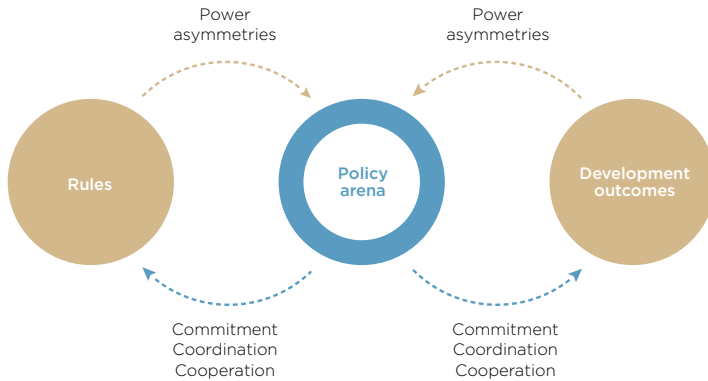 Power
asymmetries
Power
asymmetries
Rules
Policy
arena
Development
outcomes
Commitment
Coordination
Cooperation
Commitment
Coordination
Cooperation